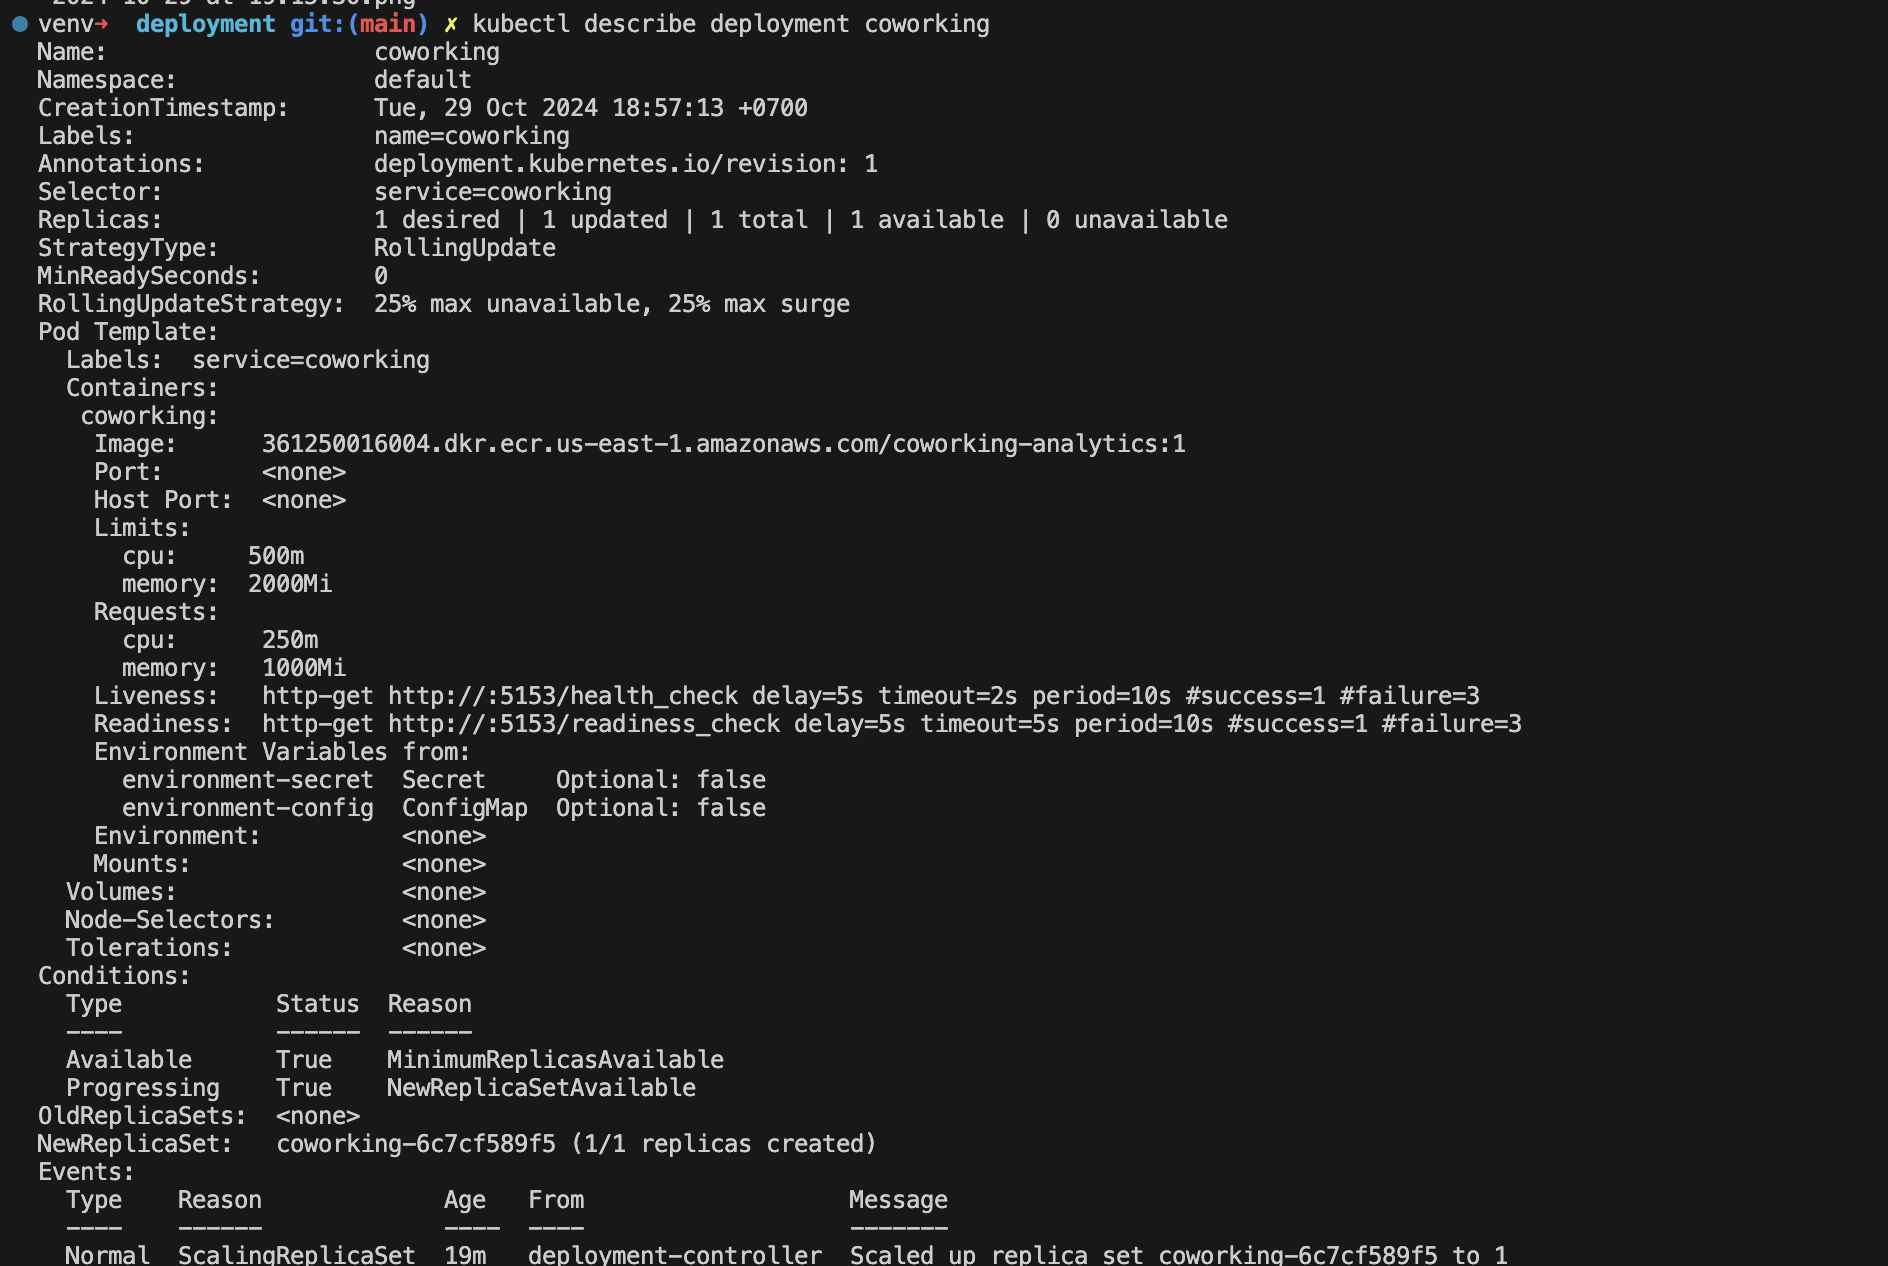 2024-10-29 at 19.15.36.png
venv→  deployment git:(main) ✗ kubectl describe deployment coworking
Name:                   coworking
Namespace:              default
CreationTimestamp:      Tue, 29 Oct 2024 18:57:13 +0700
Labels:                 name=coworking
Annotations:            deployment.kubernetes.io/revision: 1
Selector:               service=coworking
Replicas:               1 desired | 1 updated | 1 total | 1 available | 0 unavailable
StrategyType:           RollingUpdate
MinReadySeconds:        0
RollingUpdateStrategy:  25% max unavailable, 25% max surge
Pod Template:
  Labels:  service=coworking
  Containers:
   coworking:
    Image:      361250016004.dkr.ecr.us-east-1.amazonaws.com/coworking-analytics:1
    Port:       <none>
    Host Port:  <none>
    Limits:
      cpu:     500m
      memory:  2000Mi
    Requests:
      cpu:      250m
      memory:   1000Mi
    Liveness:   http-get http://:5153/health_check delay=5s timeout=2s period=10s #success=1 #failure=3
    Readiness:  http-get http://:5153/readiness_check delay=5s timeout=5s period=10s #success=1 #failure=3
    Environment Variables from:
      environment-secret  Secret     Optional: false
      environment-config  ConfigMap  Optional: false
    Environment:          <none>
    Mounts:               <none>
  Volumes:                <none>
  Node-Selectors:         <none>
  Tolerations:            <none>
Conditions:
  Type           Status  Reason
  ----           ------  ------
  Available      True    MinimumReplicasAvailable
  Progressing    True    NewReplicaSetAvailable
OldReplicaSets:  <none>
NewReplicaSet:   coworking-6c7cf589f5 (1/1 replicas created)
Events:
  Type    Reason             Age   From                   Message
  ----    ------             ----  ----                   -------
  Normal  ScalingReplicaSet  19m   deployment-controller  Scaled up replica set coworking-6c7cf589f5 to 1